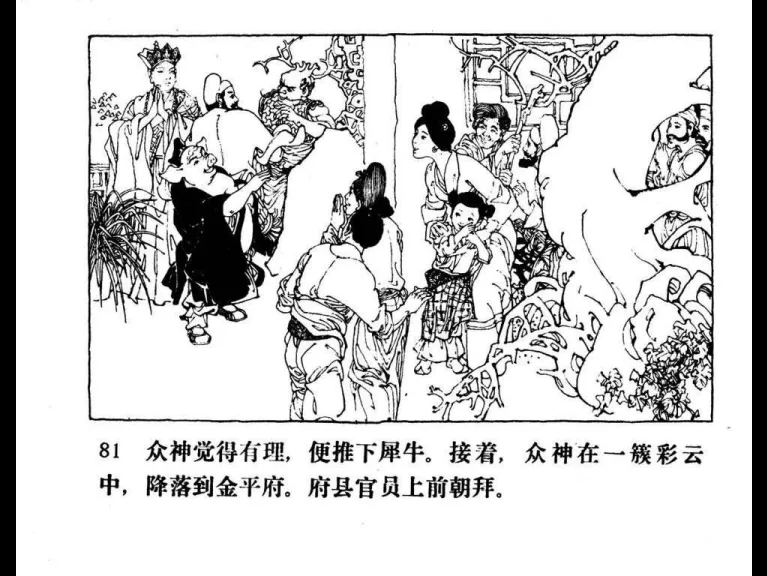 81 众神觉得有理，便推下犀牛。接着，众神在一簇彩云
中，降落到金平府。府县官员上前朝拜。